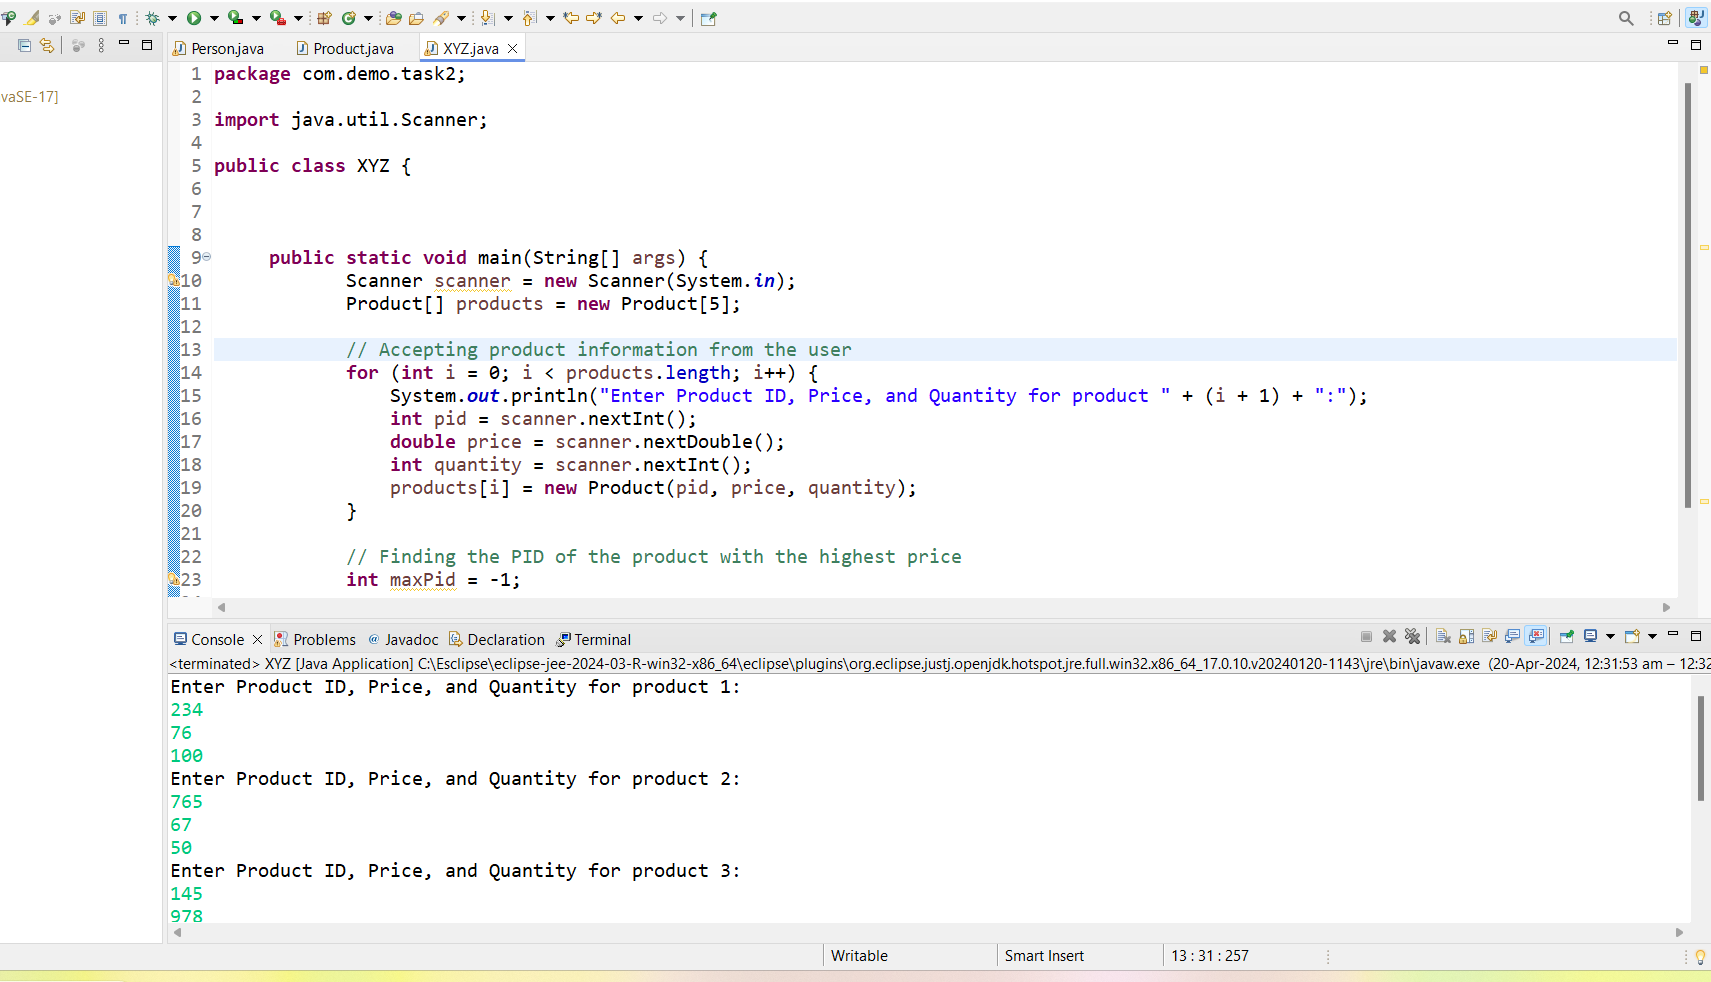 Person.java Product.java XYZ.java
vaSE-17]
1 package com.demo.task2;
2
3 import java.util.Scanner;
4
5 public class XYZ {
6
7
8
9 public static void main(String[] args) {
10 Scanner scanner = new Scanner(System.in);
11 Product[] products = new Product[5];
12
13 // Accepting product information from the user
14 for (int i = 0; i < products.length; i++) {
15 System.out.println("Enter Product ID, Price, and Quantity for product " + (i + 1) + ":");
16 int pid = scanner.nextInt();
17 double price = scanner.nextDouble();
18 int quantity = scanner.nextInt();
19 products[i] = new Product(pid, price, quantity);
20 }
21
22 // Finding the PID of the product with the highest price
23 int maxPid = -1;
Console Problems @ Javadoc Declaration Terminal
<terminated> XYZ [Java Application] C:\Esclipse\eclipse-jee-2024-03-R-win32-x86_64\eclipse\plugins\org.eclipse.justj.openjdk.hotspot.jre.full.win32.x86_64_17.0.10.v20240120-1143\jre\bin\javaw.exe (20-Apr-2024, 12:31:53 am – 12:32
Enter Product ID, Price, and Quantity for product 1:
234
76
100
Enter Product ID, Price, and Quantity for product 2:
765
67
50
Enter Product ID, Price, and Quantity for product 3:
145
978
Writable Smart Insert 13 : 31 : 257